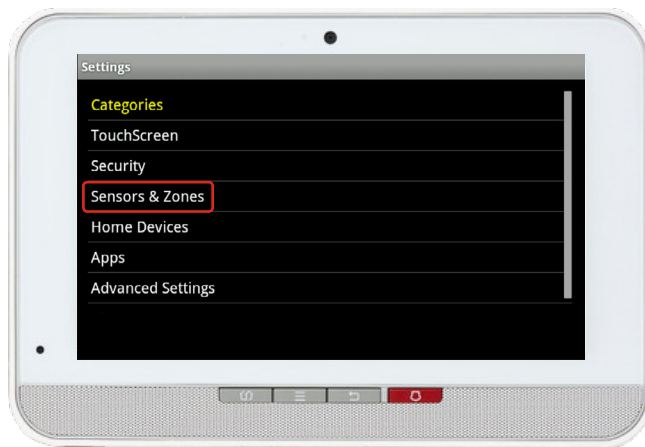 Settings
Categories
TouchScreen
Security
Sensors & Zones
Home Devices
Apps
Advanced Settings